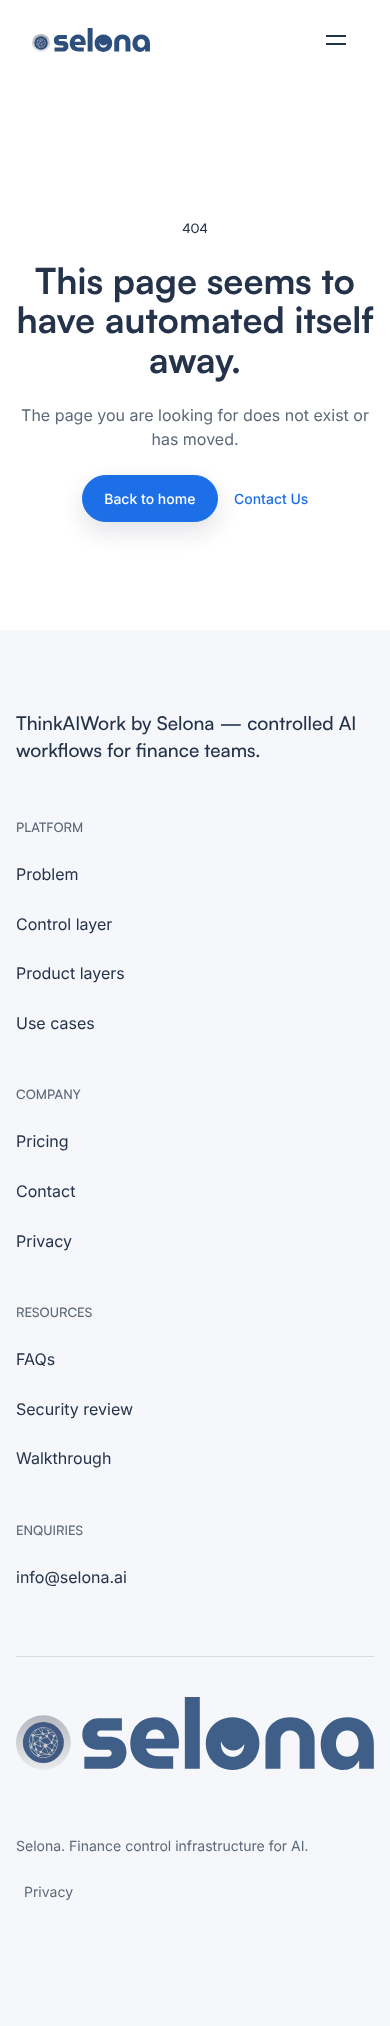 selona
404
This page seems to
have automated itself
away.
The page you are looking for does not exist or
has moved.
Back to home
Contact Us
ThinkAIWork by Selona — controlled AI
workflows for finance teams.
PLATFORM
Problem
Control layer
Product layers
Use cases
COMPANY
Pricing
Contact
Privacy
RESOURCES
FAQs
Security review
Walkthrough
ENQUIRIES
info@selona.ai
selona
Selona. Finance control infrastructure for AI.
Privacy